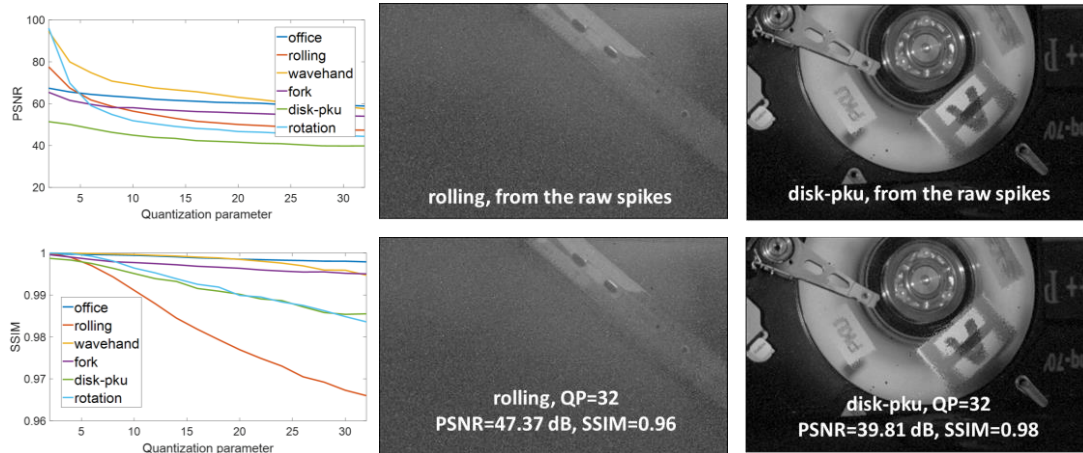 100
80
60
40
20
PSNR
5
10
15
20
25
30
Quantization parameter
office
rolling
wavehand
fork
disk-pku
rotation
rolling, from the raw spikes
PKU
disk-pku, from the raw spikes
1
0.99
0.98
0.97
0.96
SSIM
office
rolling
wavehand
fork
disk-pku
rotation
5
10
15
20
25
30
Quantization parameter
rolling, QP=32
PSNR=47.37 dB, SSIM=0.96
PKU
disk-pku, QP=32
PSNR=39.81 dB, SSIM=0.98